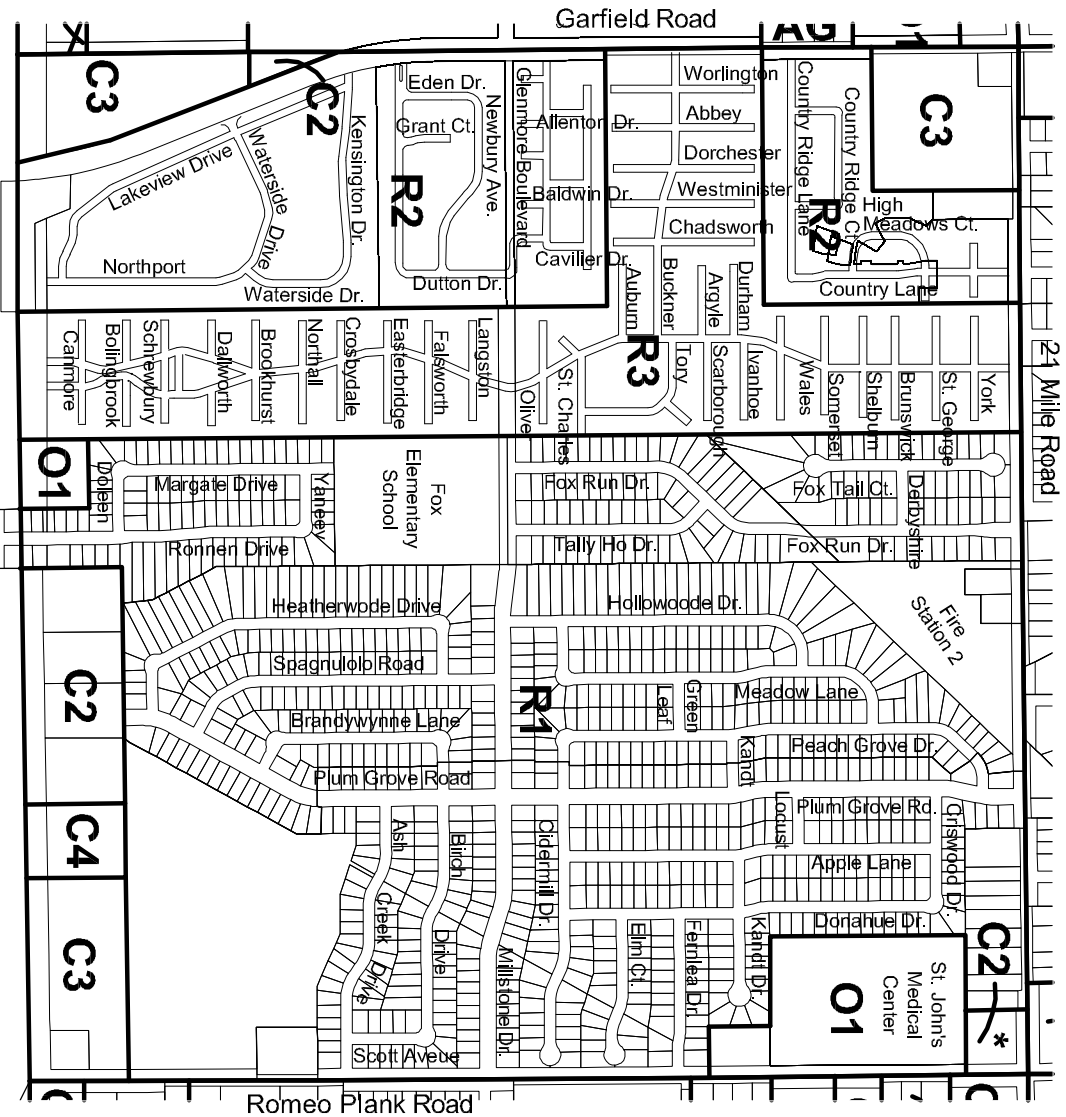 Garfield Road
AG
C3
C2
Eden Dr.
Grant Ct.
Newbury Ave.
Glenmore Boulevard
Allenton Dr.
Baldwin Dr.
Cavilier Dr.
Worlington
Abbey
Dorchester
Westminister
Chadsworth
Country Ridge Lane
Country Ridge Ct.
C3
R2
High
Meadows Ct.
Country Lane
Lakeview Drive
Waterside Drive
Kensington Dr.
R2
Northport
Waterside Dr.
Dutton Dr.
Auburn
Buckner
Argyle
Durham
R3
Canmore
Bolingbrook
Schrewbury
Dallworth
Brookhurst
Northall
Crosbydale
Easterbridge
Falsworth
Langston
Olive
St. Charles
Tory
Scarborough
Ivanhoe
Wales
Somerset
Shelburn
Brunswick
St. George
York
21 Mile Road
O1
Dolen
Margate Drive
Yaneey
Ronnen Drive
Fox
Elementary
School
Fox Run Dr.
Tally Ho Dr.
Fox Tail Ct.
Derbyshire
Fox Run Dr.
Heatherwode Drive
Hollowoode Dr.
Fire
Station 2
Spagnulolo Road
Brandywynne Lane
Plum Grove Road
C2
R1
Leaf
Green
Meadow Lane
Kandt
Peach Grove Dr.
Locust
Plum Grove Rd.
Criswood Dr.
Apple Lane
Donahue Dr.
C4
C3
Ash
Creek
Drive
Birch
Drive
Cidermill Dr.
Millstone Dr.
Elm Ct.
Fernlea Dr.
Kandt Dr.
O1
St. John's
Medical
Center
C2
*
Scott Aveue
Romeo Plank Road